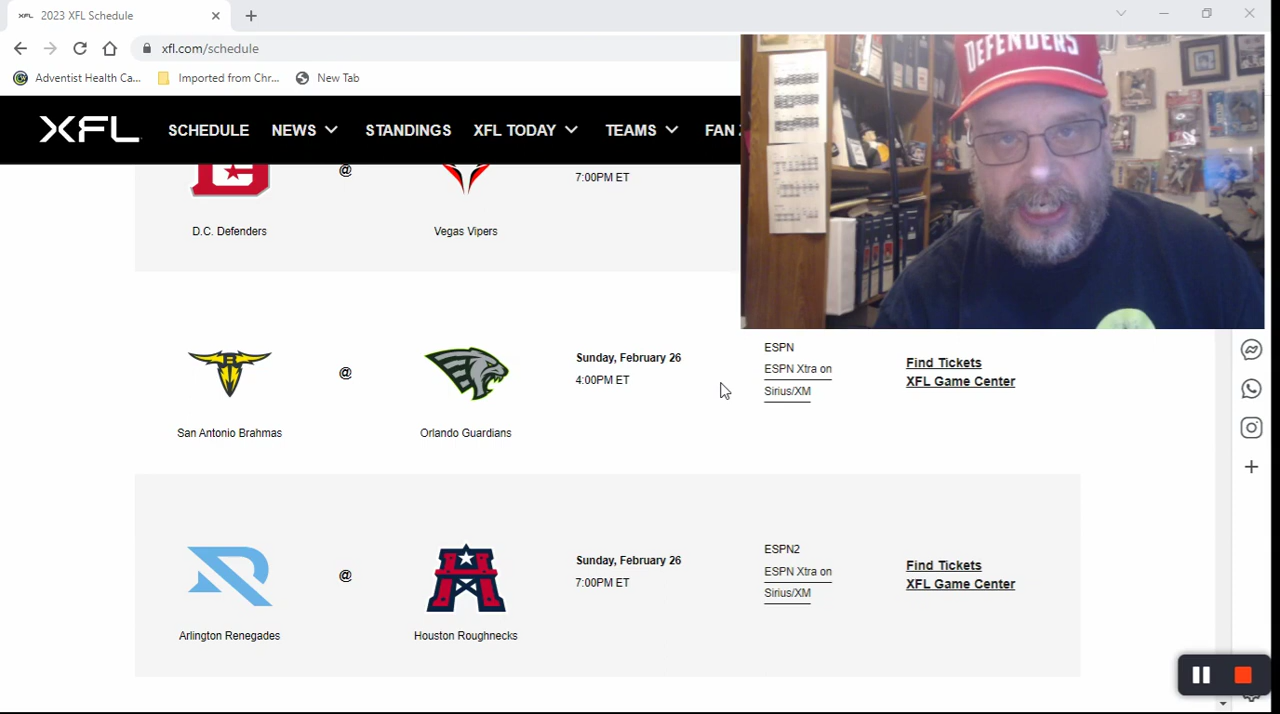 XFL 2023 XFL Schedule
xfl.com/schedule
Adventist Health Ca... Imported from Chr... New Tab
XFL SCHEDULE NEWS STANDINGS XFL TODAY TEAMS FAN
DEFENDERS
@ 7:00PM ET
D.C. Defenders Vegas Vipers
@ Sunday, February 26 4:00PM ET
ESPN
ESPN Xtra on
Sirius/XM
Find Tickets
XFL Game Center
San Antonio Brahmas Orlando Guardians
@ Sunday, February 26 7:00PM ET
ESPN2
ESPN Xtra on
Sirius/XM
Find Tickets
XFL Game Center
Arlington Renegades Houston Roughnecks